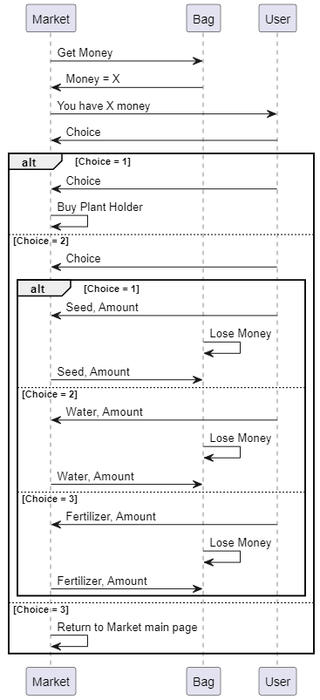 Market Bag User
Get Money
Money = X
You have X money
Choice
alt [Choice = 1]
Choice
Buy Plant Holder
[Choice = 2]
Choice
alt [Choice = 1]
Seed, Amount
Lose Money
Seed, Amount
[Choice = 2]
Water, Amount
Lose Money
Water, Amount
[Choice = 3]
Fertilizer, Amount
Lose Money
Fertilizer, Amount
[Choice = 3]
Return to Market main page
Market Bag User